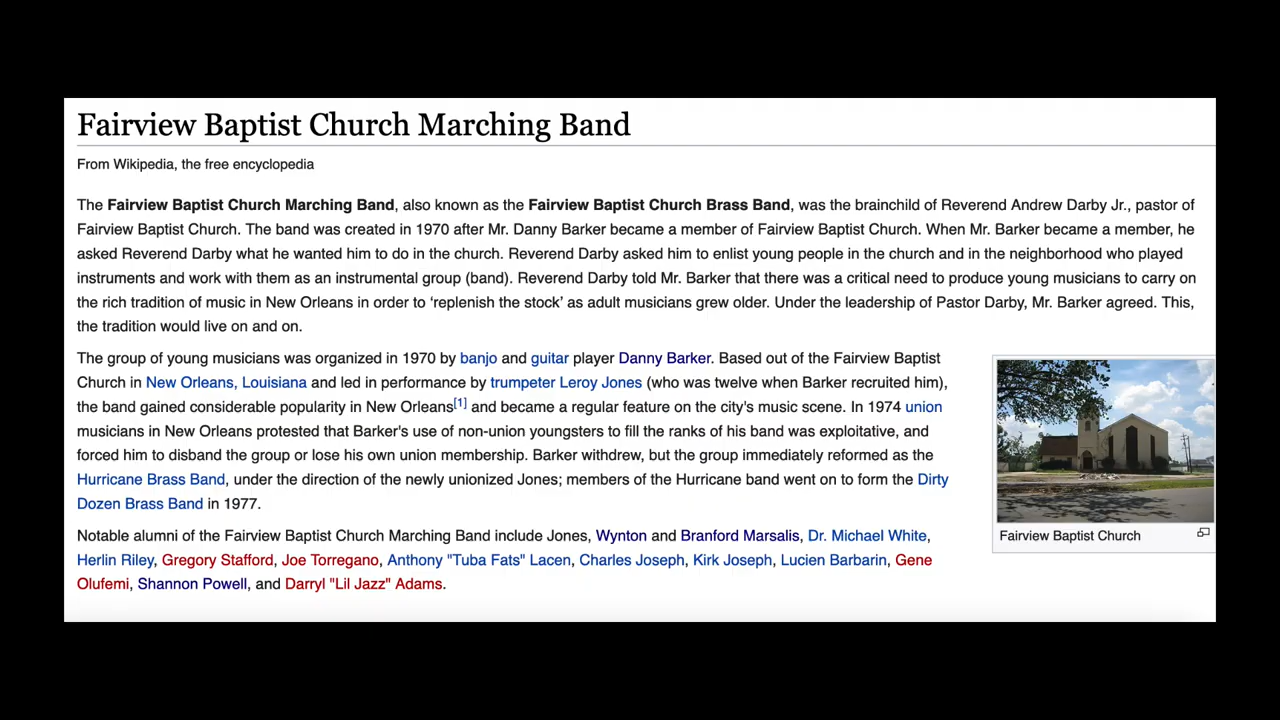 Fairview Baptist Church Marching Band
From Wikipedia, the free encyclopedia
The Fairview Baptist Church Marching Band, also known as the Fairview Baptist Church Brass Band, was the brainchild of Reverend Andrew Darby Jr., pastor of
Fairview Baptist Church. The band was created in 1970 after Mr. Danny Barker became a member of Fairview Baptist Church. When Mr. Barker became a member, he
asked Reverend Darby what he wanted him to do in the church. Reverend Darby asked him to enlist young people in the church and in the neighborhood who played
instruments and work with them as an instrumental group (band). Reverend Darby told Mr. Barker that there was a critical need to produce young musicians to carry on
the rich tradition of music in New Orleans in order to ‘replenish the stock’ as adult musicians grew older. Under the leadership of Pastor Darby, Mr. Barker agreed. This,
the tradition would live on and on.
The group of young musicians was organized in 1970 by banjo and guitar player Danny Barker. Based out of the Fairview Baptist
Church in New Orleans, Louisiana and led in performance by trumpeter Leroy Jones (who was twelve when Barker recruited him),
the band gained considerable popularity in New Orleans[1] and became a regular feature on the city's music scene. In 1974 union
musicians in New Orleans protested that Barker's use of non-union youngsters to fill the ranks of his band was exploitative, and
forced him to disband the group or lose his own union membership. Barker withdrew, but the group immediately reformed as the
Hurricane Brass Band, under the direction of the newly unionized Jones; members of the Hurricane band went on to form the Dirty
Dozen Brass Band in 1977.
Notable alumni of the Fairview Baptist Church Marching Band include Jones, Wynton and Branford Marsalis, Dr. Michael White,
Herlin Riley, Gregory Stafford, Joe Torregano, Anthony "Tuba Fats" Lacen, Charles Joseph, Kirk Joseph, Lucien Barbarin, Gene
Olufemi, Shannon Powell, and Darryl "Lil Jazz" Adams.
Fairview Baptist Church